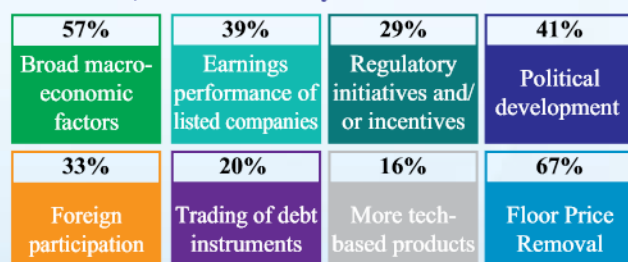 57%
Broad macro-
economic
factors
39%
Earnings
performance of
listed companies
29%
Regulatory
initiatives and/
or incentives
41%
Political
development
33%
Foreign
participation
20%
Trading of debt
instruments
16%
More tech-
based products
67%
Floor Price
Removal